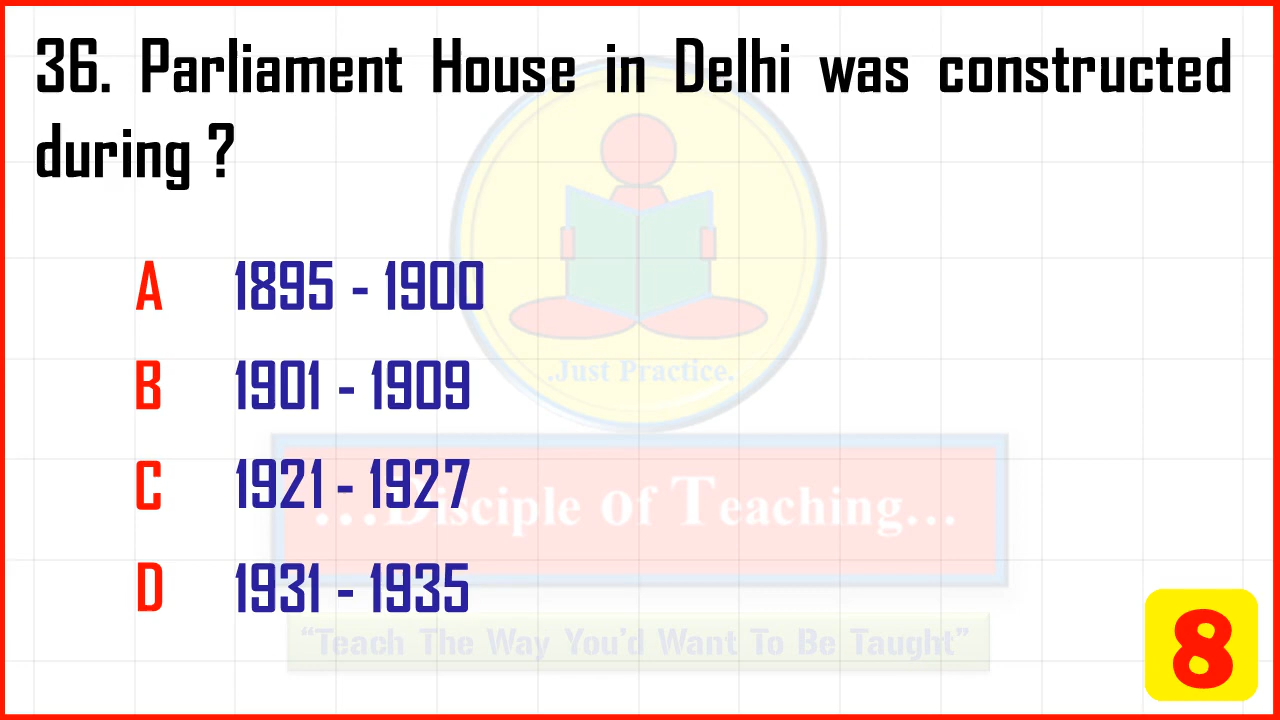 36. Parliament House in Delhi was constructed
during ?
A 1895 - 1900
B 1901 - 1909
C 1921 - 1927
D 1931 - 1935
.Just Practice.
...Disciple of Teaching...
“Teach The Way You'd Want To Be Taught”
8